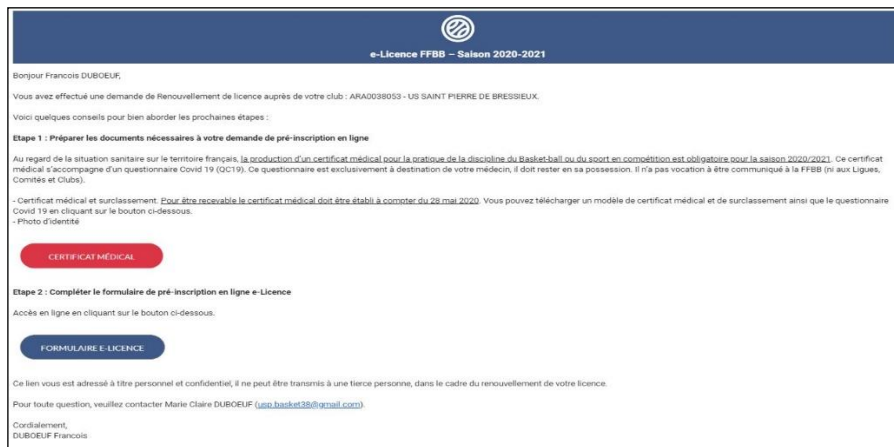 e-Licence FFBB – Saison 2020-2021
Bonjour Francois DUBOEUF,
Vous avez effectué une demande de Renouvellement de licence auprès de votre club : ARA0038053 - US SAINT PIERRE DE BRESSIEUX.
Voici quelques conseils pour bien aborder les prochaines étapes :
Etape 1 : Préparer les documents nécessaires à votre demande de pré-inscription en ligne
Au regard de la situation sanitaire sur le territoire français, la production d'un certificat médical pour la pratique de la discipline du Basket-ball ou du sport en compétition est obligatoire pour la saison 2020/2021. Ce certificat
médical s'accompagne d'un questionnaire Covid 19 (QC19). Ce questionnaire est exclusivement à destination de votre médecin, il doit rester en sa possession. Il n'a pas vocation à être communiqué à la FFBB (ni aux Ligues,
Comités et Clubs).
- Certificat médical et surclassement. Pour être recevable le certificat médical doit être établi à compter du 28 mai 2020. Vous pouvez télécharger un modèle de certificat médical et de surclassement ainsi que le questionnaire
Covid 19 en cliquant sur le bouton ci-dessous.
- Photo d'identité
CERTIFICAT MÉDICAL
Etape 2 : Compléter le formulaire de pré-inscription en ligne e-Licence
Accès en ligne en cliquant sur le bouton ci-dessous.
FORMULAIRE E-LICENCE
Ce lien vous est adressé à titre personnel et confidentiel, il ne peut être transmis à une tierce personne, dans le cadre du renouvellement de votre licence.
Pour toute question, veuillez contacter Marie Claire DUBOEUF (usp.basket38@gmail.com).
Cordialement,
DUBOEUF Francois